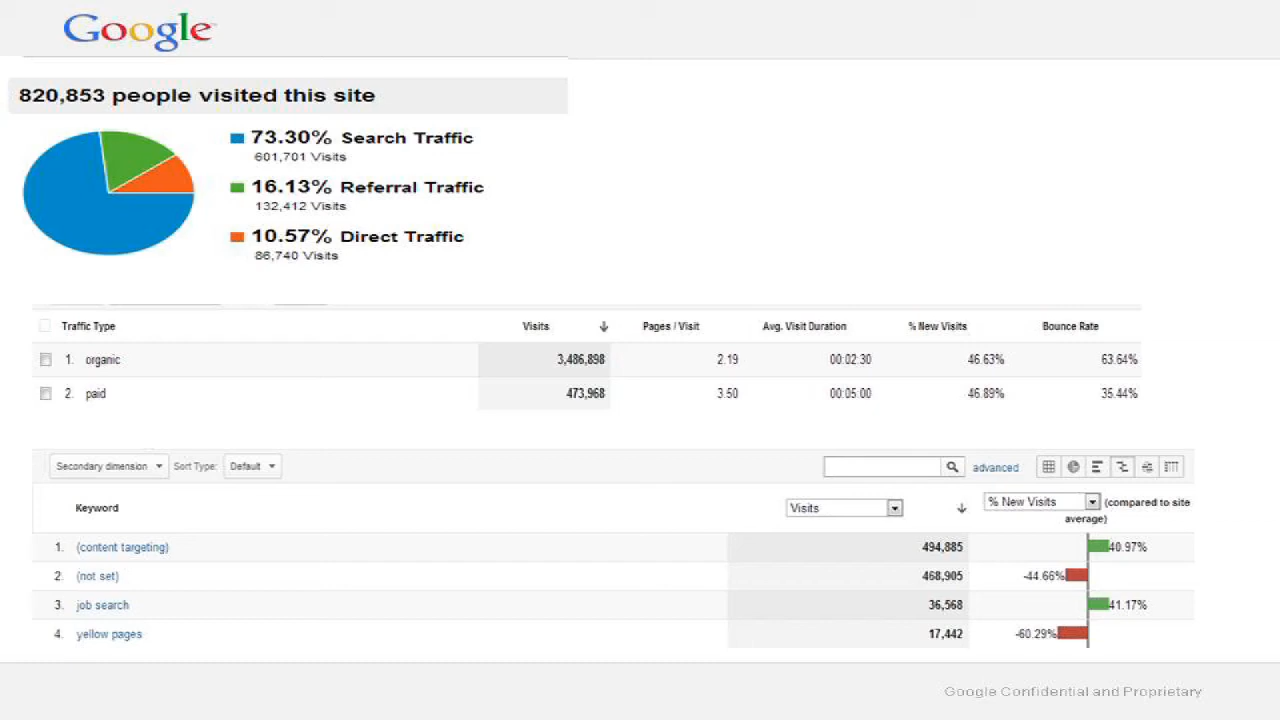 Google
820,853 people visited this site
73.30% Search Traffic
601,701 Visits
16.13% Referral Traffic
132,412 Visits
10.57% Direct Traffic
86,740 Visits
Traffic Type Visits Pages / Visit Avg. Visit Duration % New Visits Bounce Rate
1. organic 3,486,898 2.19 00:02:30 46.63% 63.64%
2. paid 473,968 3.50 00:05:00 46.89% 35.44%
Secondary dimension Sort Type: Default advanced
Keyword Visits % New Visits (compared to site
average)
1. (content targeting) 494,885 40.97%
2. (not set) 468,905 -44.66%
3. job search 36,568 41.17%
4. yellow pages 17,442 -60.29%
Google Confidential and Proprietary